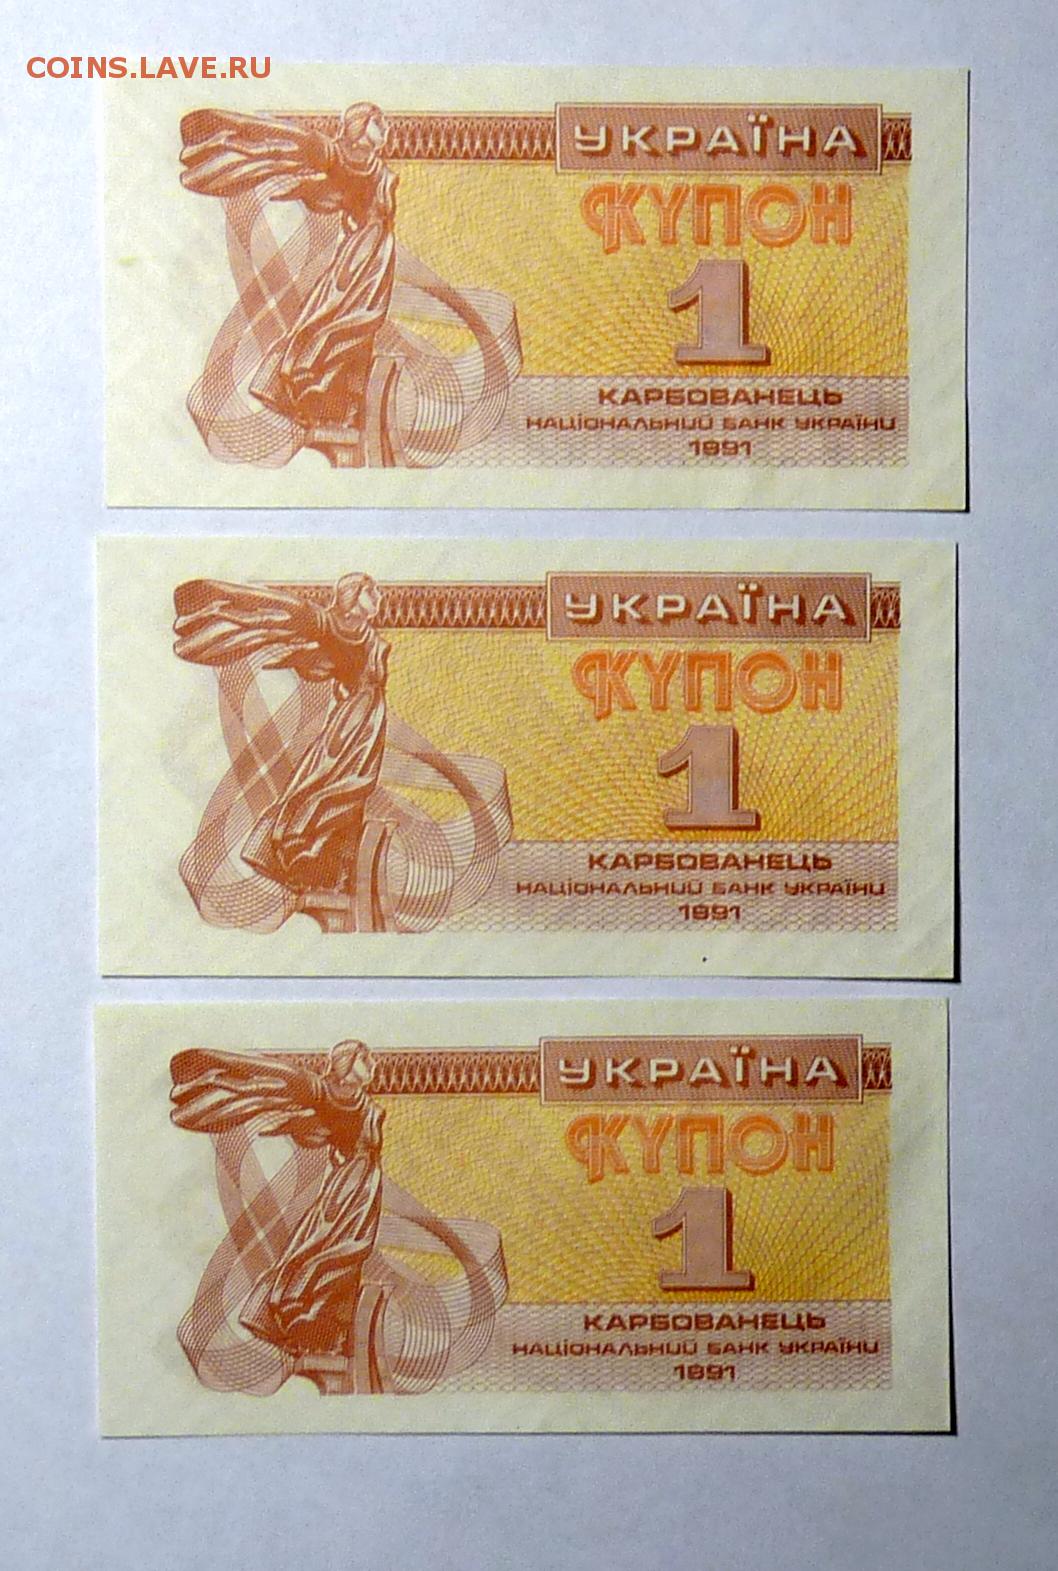 COINS.LAVE.RU
УКРАЇНА
КУПОН
1
КАРБОВАНЕЦЬ
НАЦІОНАЛЬНИЙ БАНК УКРАЇНИ
1991
УКРАЇНА
КУПОН
1
КАРБОВАНЕЦЬ
НАЦІОНАЛЬНИЙ БАНК УКРАЇНИ
1991
УКРАЇНА
КУПОН
1
КАРБОВАНЕЦЬ
НАЦІОНАЛЬНИЙ БАНК УКРАЇНИ
1991